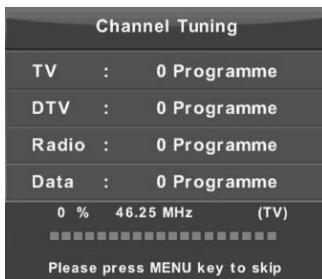 Channel Tuning
TV : 0 Programme
DTV : 0 Programme
Radio : 0 Programme
Data : 0 Programme
0 % 46.25 MHz (TV)
Please press MENU key to skip